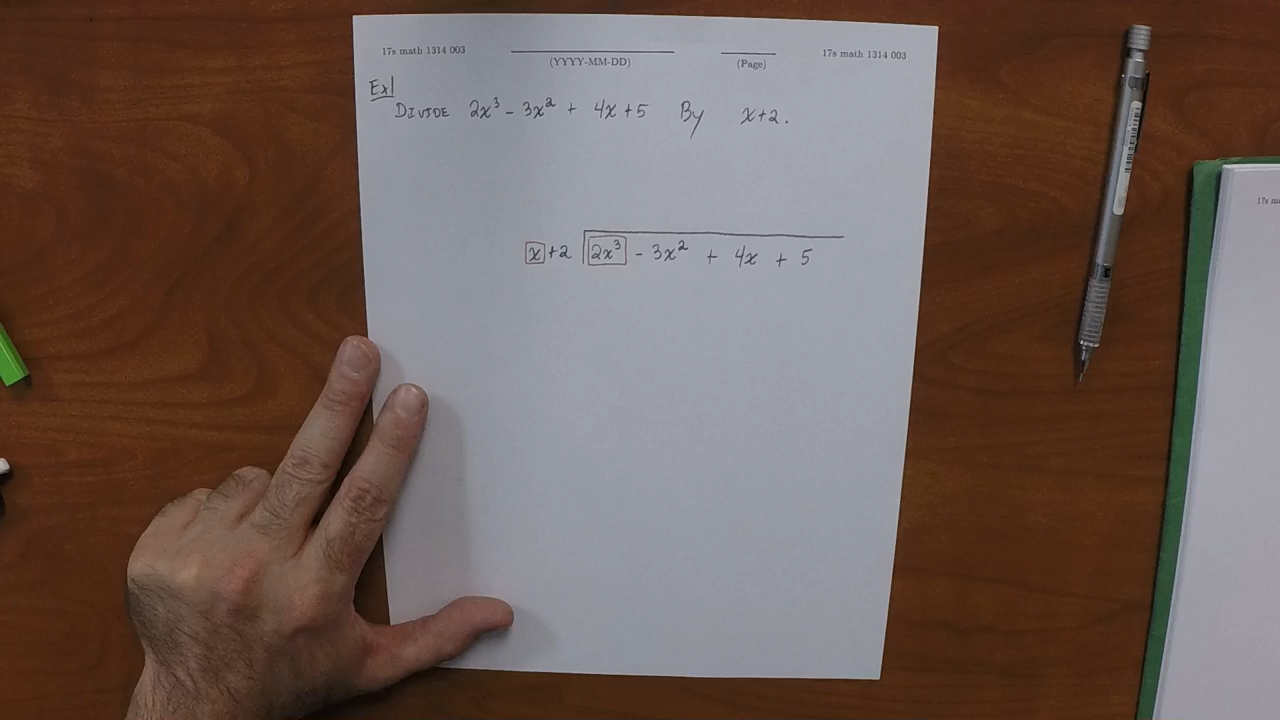 17s math 1314 003 (YYYY-MM-DD) (Page) 17s math 1314 003
Ex1
DIVIDE 2x³ - 3x² + 4x + 5 By x+2.
x+2 2x³ - 3x² + 4x + 5